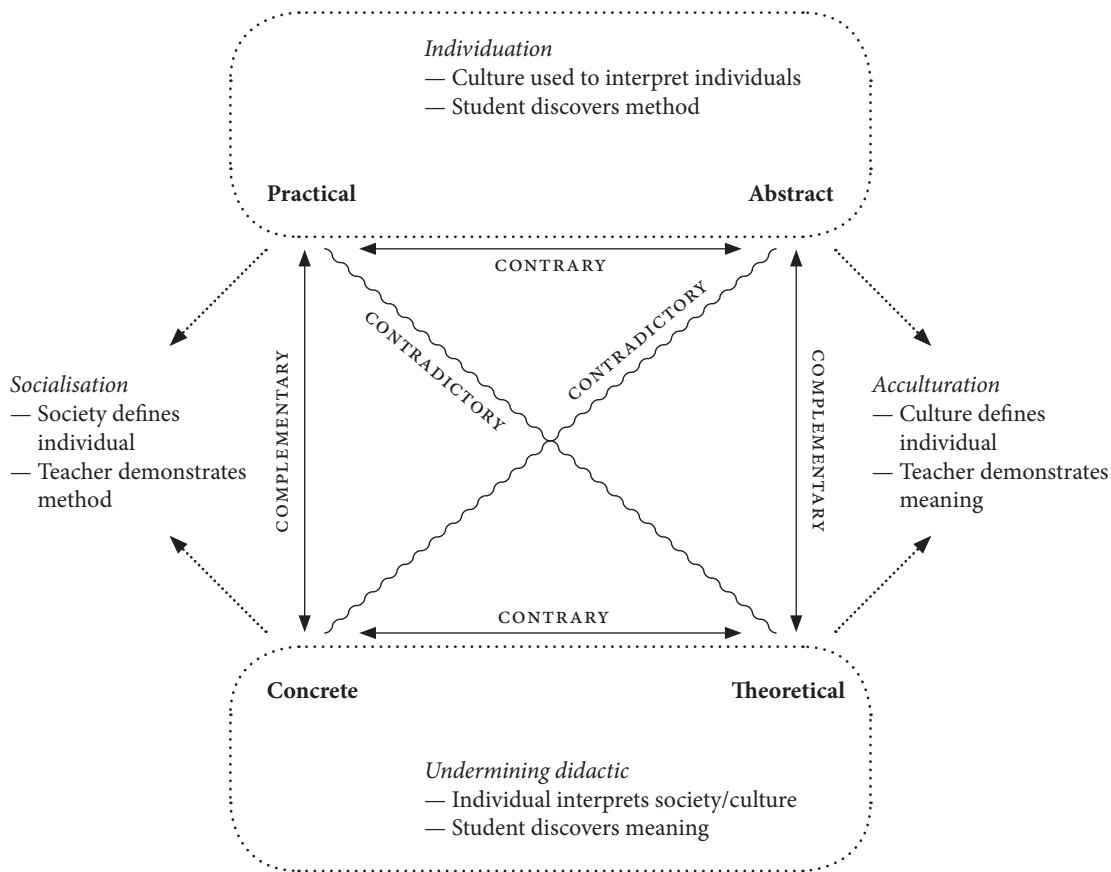 Individuation
— Culture used to interpret individuals
— Student discovers method
Practical
Abstract
CONTRARY
CONTRADICTORY
CONTRADICTORY
COMPLEMENTARY
COMPLEMENTARY
Socialisation
— Society defines
individual
— Teacher demonstrates
method
Acculturation
— Culture defines
individual
— Teacher demonstrates
meaning
CONTRARY
Concrete
Theoretical
Undermining didactic
— Individual interprets society/culture
— Student discovers meaning